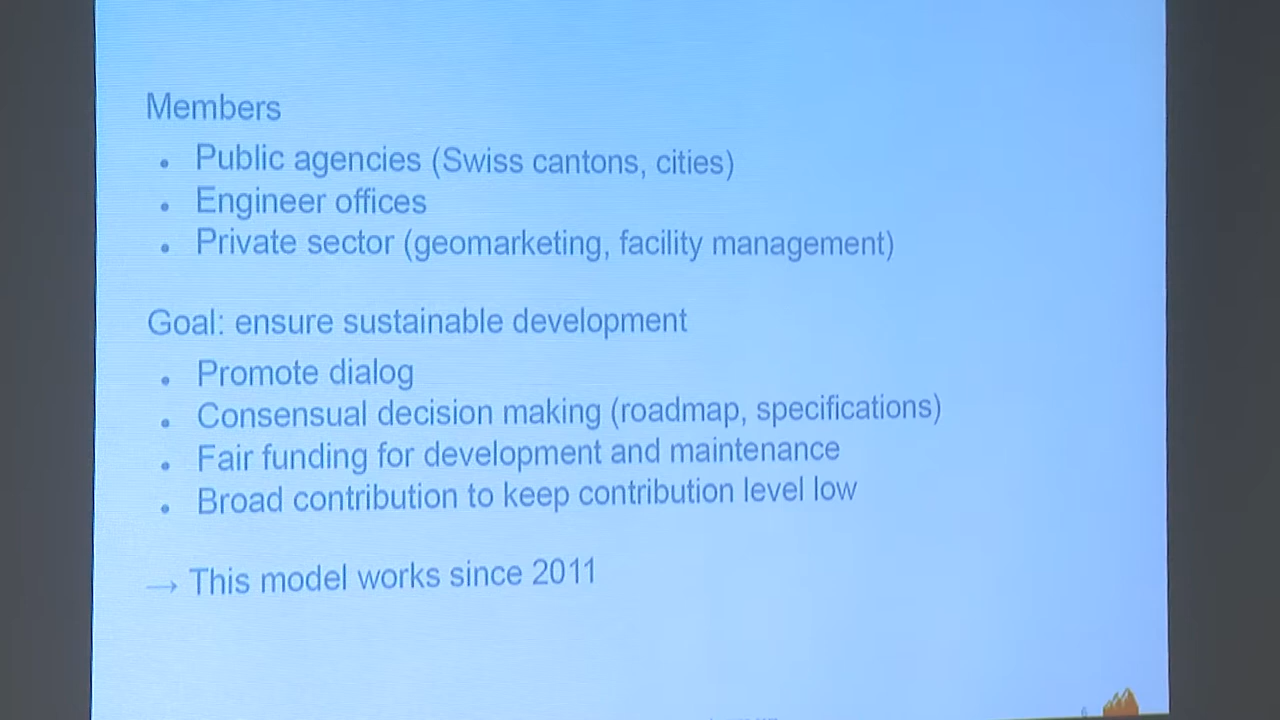 Members
• Public agencies (Swiss cantons, cities)
• Engineer offices
• Private sector (geomarketing, facility management)
Goal: ensure sustainable development
• Promote dialog
• Consensual decision making (roadmap, specifications)
• Fair funding for development and maintenance
• Broad contribution to keep contribution level low
→ This model works since 2011